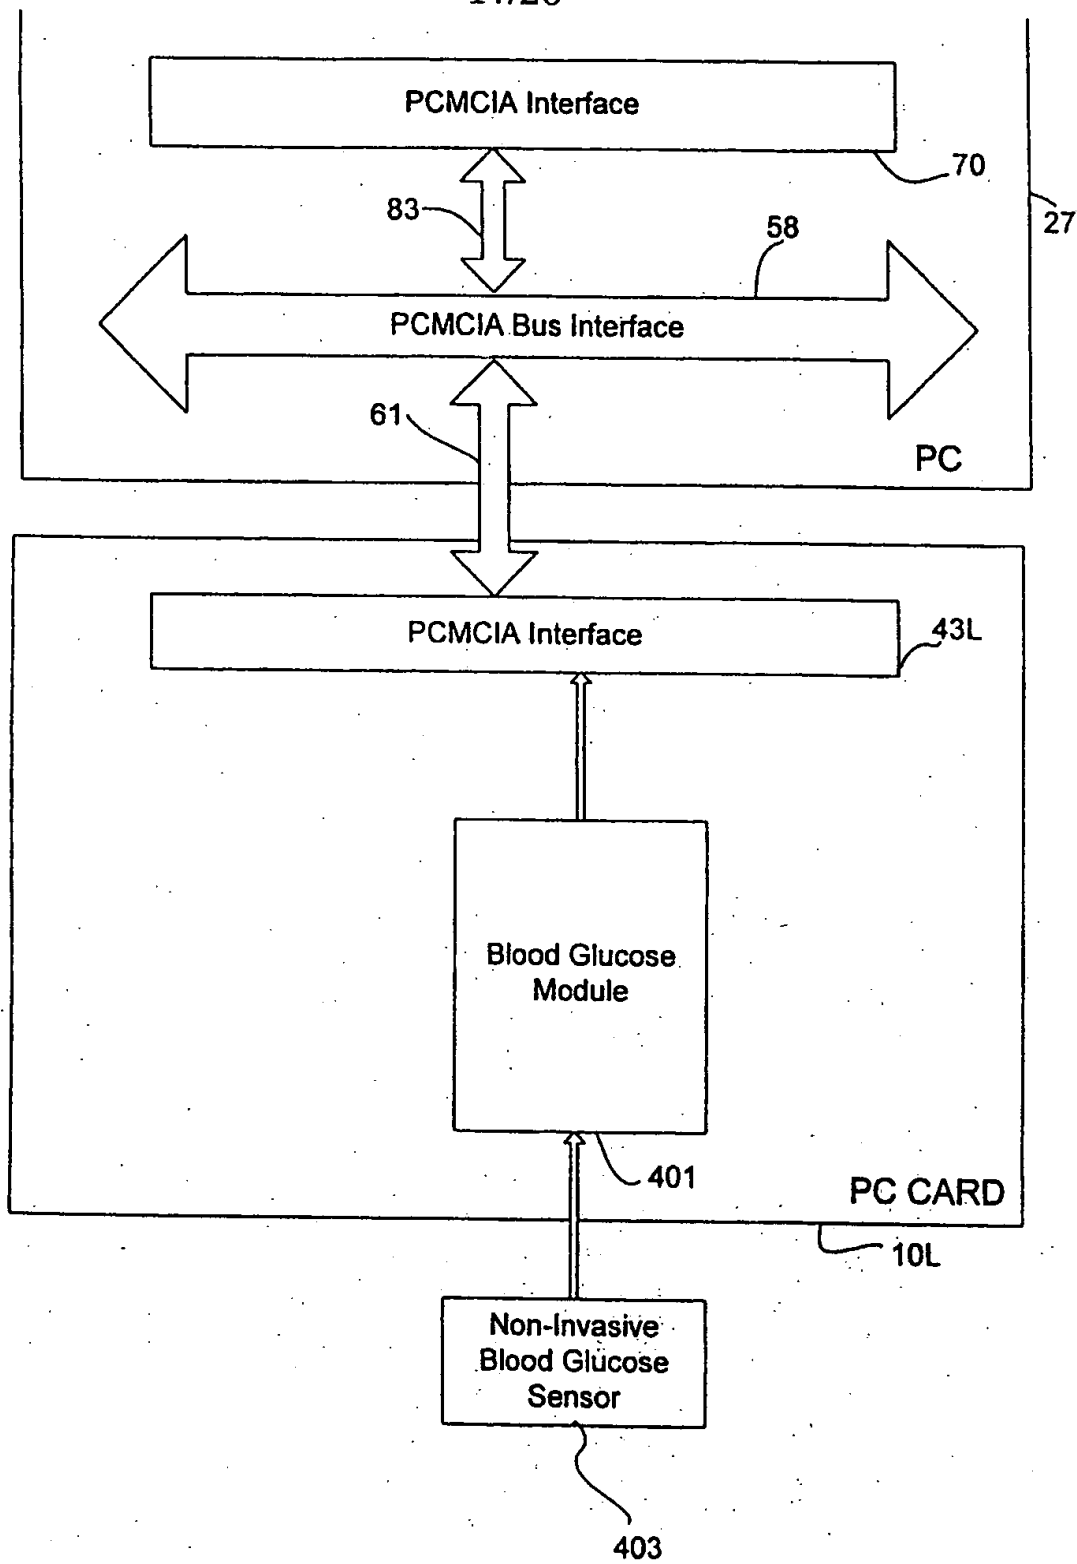 PCMCIA Interface
70
83
27
58
PCMCIA Bus Interface
61
PC
PCMCIA Interface
43L
Blood Glucose
Module
401
PC CARD
10L
Non-Invasive
Blood Glucose
Sensor
403